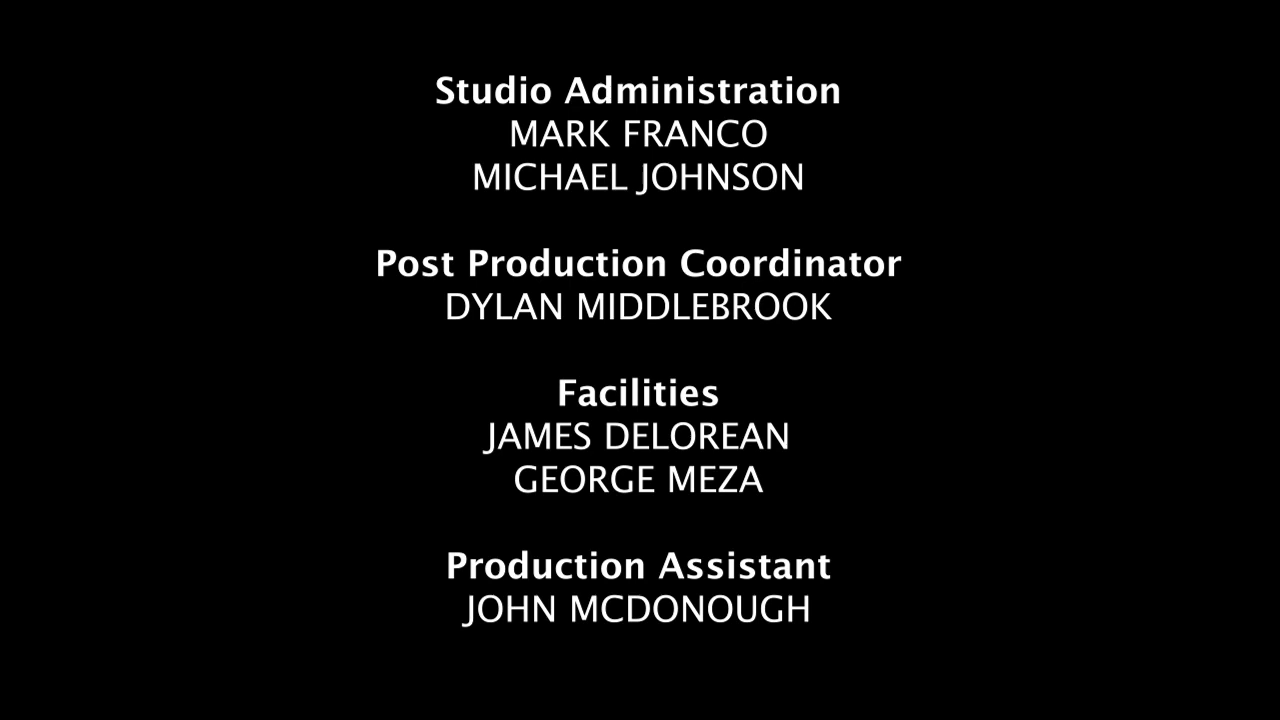 Studio Administration
MARK FRANCO
MICHAEL JOHNSON
Post Production Coordinator
DYLAN MIDDLEBROOK
Facilities
JAMES DELOREAN
GEORGE MEZA
Production Assistant
JOHN MCDONOUGH